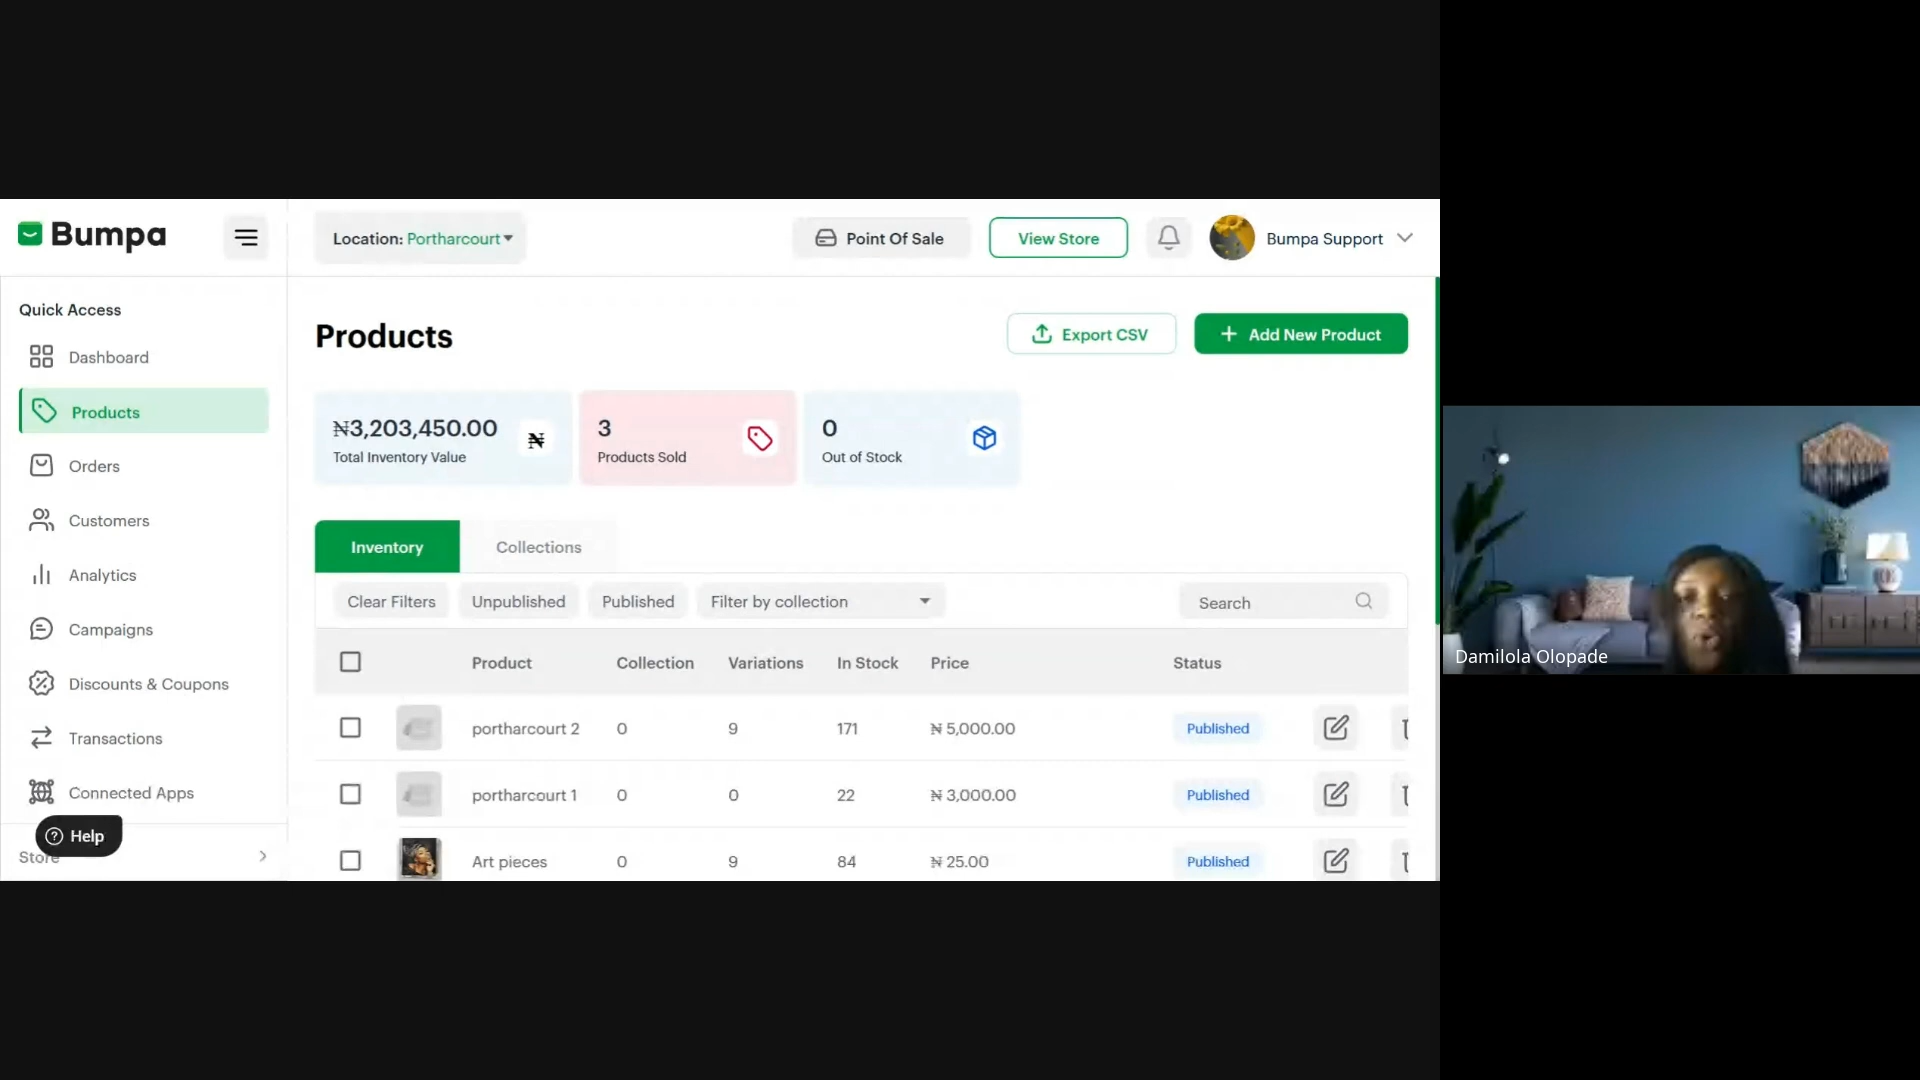 Bumpa
Location: Portharcourt
Point Of Sale
View Store
Bumpa Support
Quick Access
Dashboard
Products
Orders
Customers
Analytics
Campaigns
Discounts & Coupons
Transactions
Connected Apps
Help
Store
Products
Export CSV
Add New Product
₦3,203,450.00
Total Inventory Value
₦
3
Products Sold
0
Out of Stock
Inventory
Collections
Clear Filters
Unpublished
Published
Filter by collection
Search
Product Collection Variations In Stock Price Status
portharcourt 2 0 9 171 ₦ 5,000.00 Published
portharcourt 1 0 0 22 ₦ 3,000.00 Published
Art pieces 0 9 84 ₦ 25.00 Published
Damilola Olopade